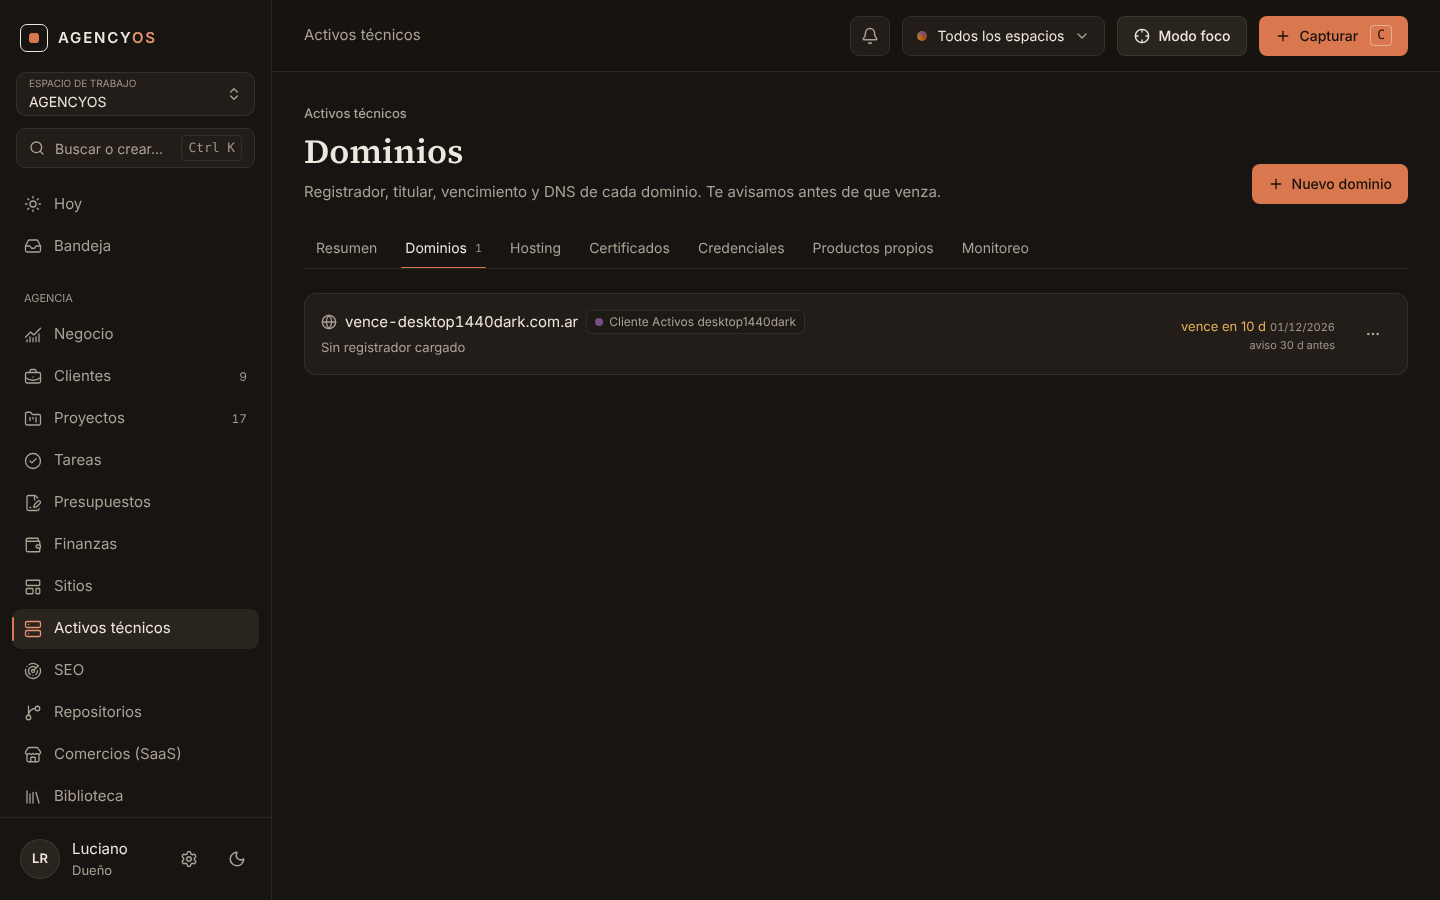 AGENCYOS
ESPACIO DE TRABAJO
AGENCYOS
Buscar o crear... Ctrl K
Hoy
Bandeja
AGENCIA
Negocio
Clientes 9
Proyectos 17
Tareas
Presupuestos
Finanzas
Sitios
Activos técnicos
SEO
Repositorios
Comercios (SaaS)
Biblioteca
LR Luciano
Dueño
Activos técnicos
Todos los espacios
Modo foco
Capturar C
Activos técnicos
Dominios
Registrador, titular, vencimiento y DNS de cada dominio. Te avisamos antes de que venza.
Nuevo dominio
Resumen Dominios 1 Hosting Certificados Credenciales Productos propios Monitoreo
vence-desktop1440dark.com.ar Cliente Activos desktop1440dark
Sin registrador cargado
vence en 10 d 01/12/2026
aviso 30 d antes